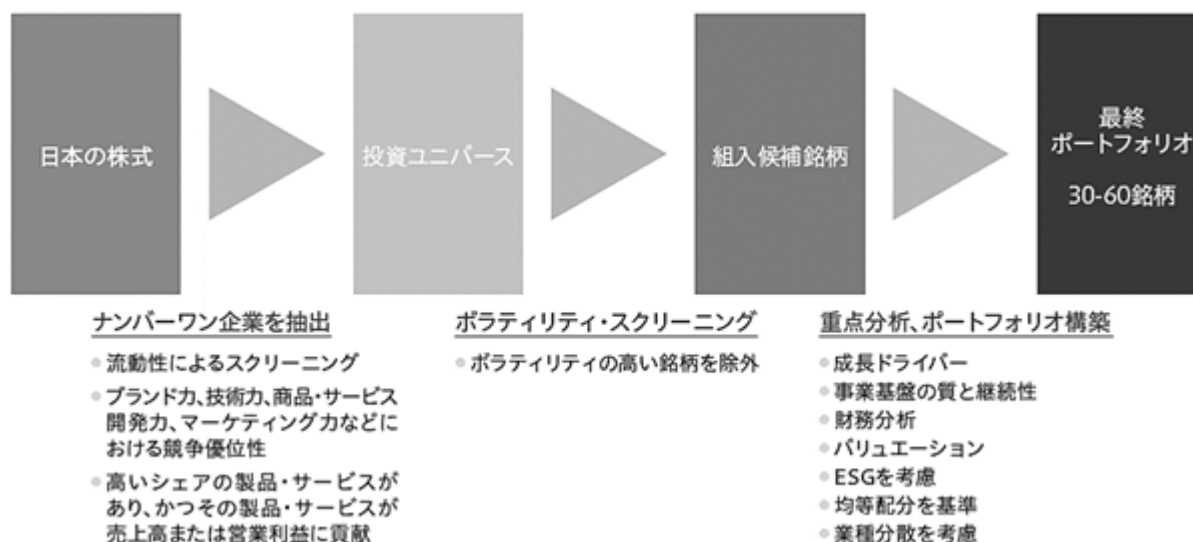 日本の株式
投資ユニバース
組入候補銘柄
最終
ポートフォリオ
30-60銘柄
ナンバーワン企業を抽出
●流動性によるスクリーニング
●ブランド力、技術力、商品・サービス
開発力、マーケティング力などに
おける競争優位性
●高いシェアの製品・サービスが
あり、かつその製品・サービスが
売上高または営業利益に貢献
ボラティリティ・スクリーニング
●ボラティリティの高い銘柄を除外
重点分析、ポートフォリオ構築
●成長ドライバー
●事業基盤の質と継続性
●財務分析
●バリュエーション
●ESGを考慮
●均等配分を基準
●業種分散を考慮